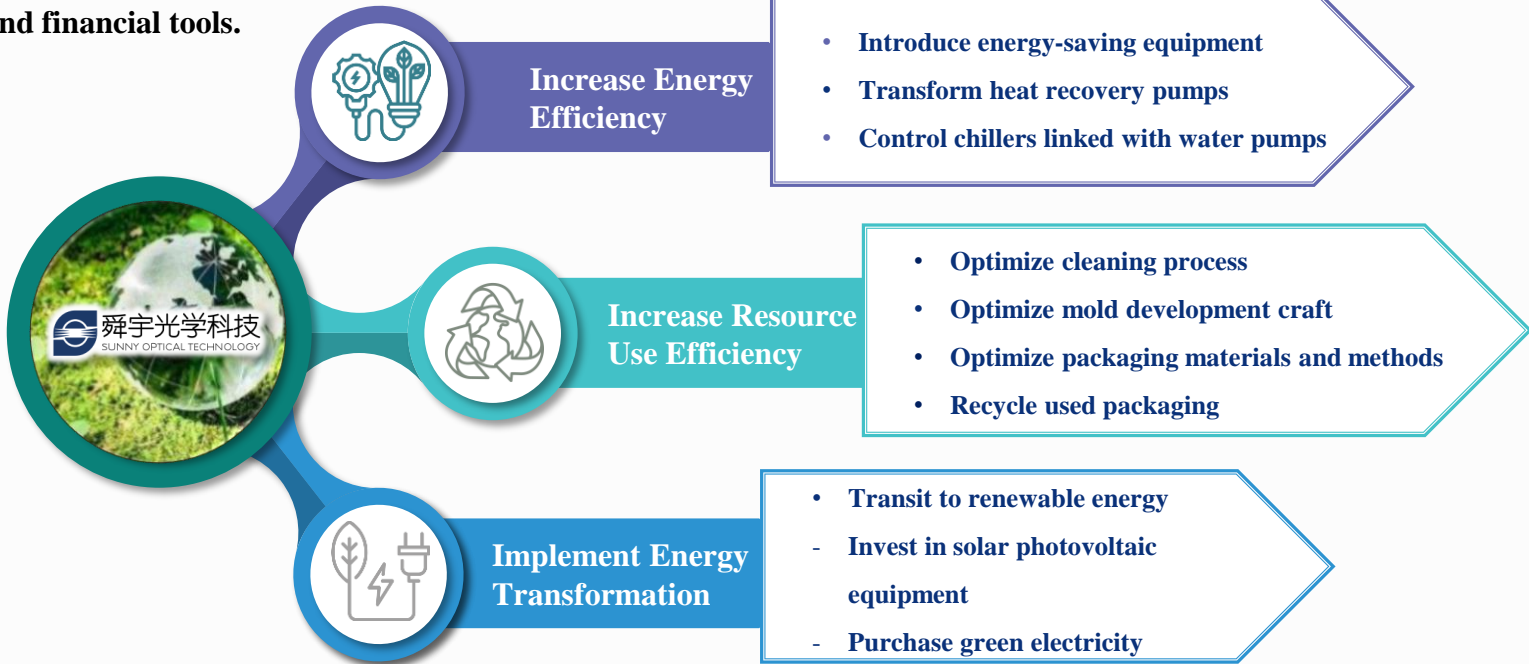 nd financial tools.
Increase Energy
Efficiency
• Introduce energy-saving equipment
• Transform heat recovery pumps
• Control chillers linked with water pumps
舜宇光学科技
SUNNY OPTICAL TECHNOLOGY
Increase Resource
Use Efficiency
• Optimize cleaning process
• Optimize mold development craft
• Optimize packaging materials and methods
• Recycle used packaging
Implement Energy
Transformation
• Transit to renewable energy
- Invest in solar photovoltaic
equipment
- Purchase green electricity